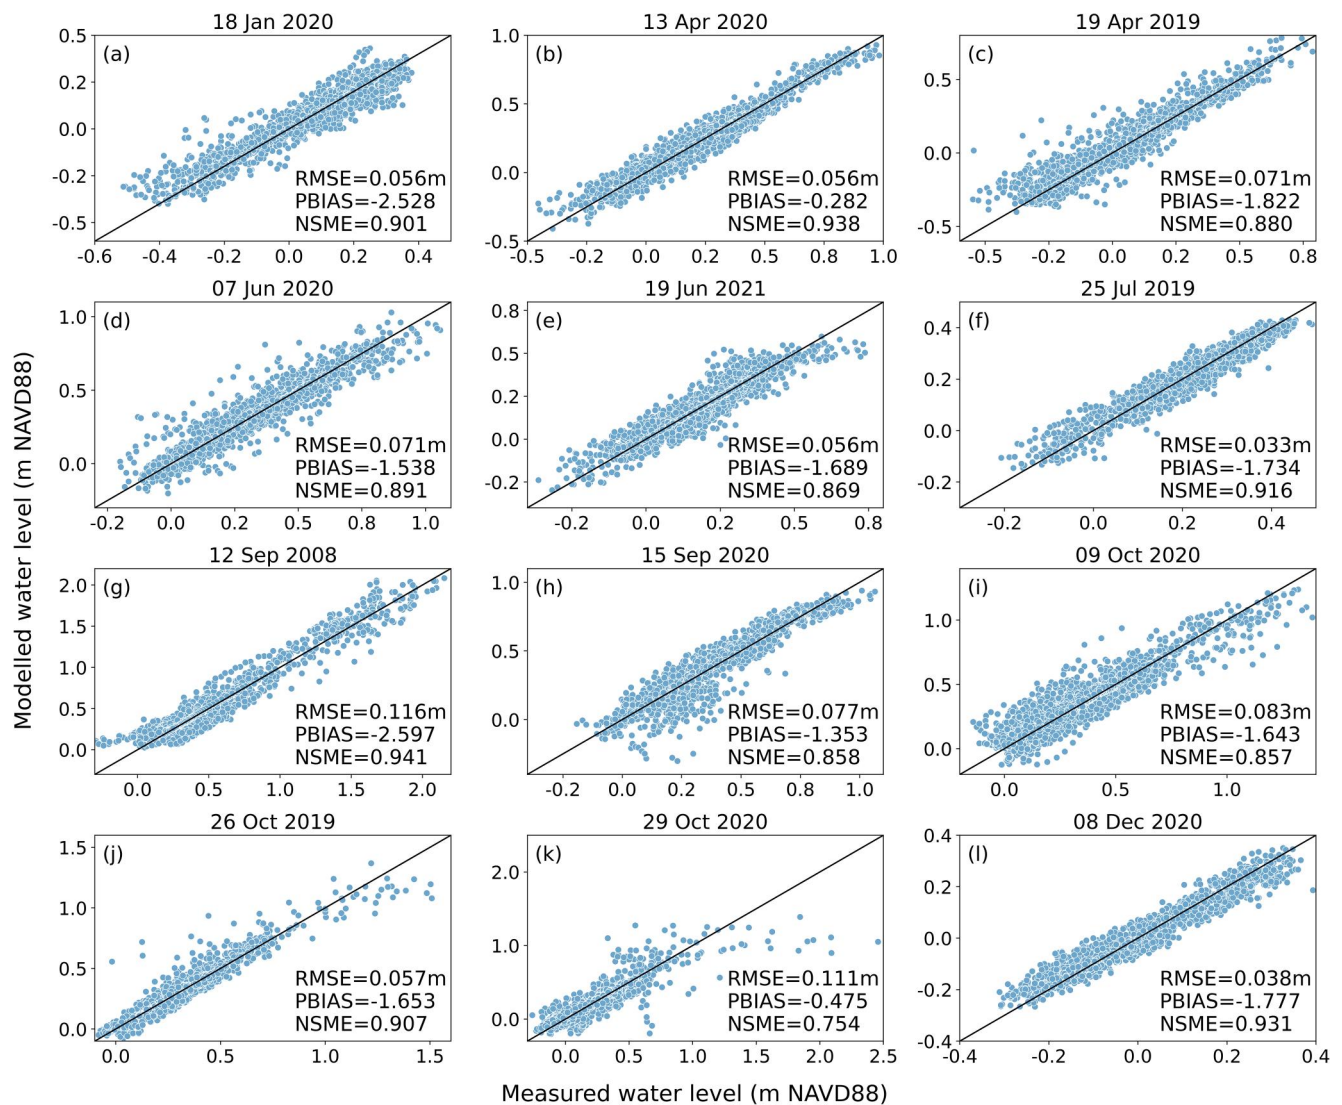 18 Jan 2020
(a)
0.5
0.2
0.0
-0.2
-0.5
RMSE=0.056m
PBIAS=-2.528
NSME=0.901
-0.6 -0.4 -0.2 0.0 0.2 0.4
13 Apr 2020
(b)
1.0
0.5
0.0
-0.5
RMSE=0.056m
PBIAS=-0.282
NSME=0.938
-0.5 -0.2 0.0 0.2 0.5 0.8 1.0
19 Apr 2019
(c)
0.5
0.0
-0.5
RMSE=0.071m
PBIAS=-1.822
NSME=0.880
-0.5 -0.2 0.0 0.2 0.5 0.8
07 Jun 2020
(d)
1.0
0.5
0.0
RMSE=0.071m
PBIAS=-1.538
NSME=0.891
-0.2 0.0 0.2 0.5 0.8 1.0
19 Jun 2021
(e)
0.8
0.5
0.2
0.0
-0.2
RMSE=0.056m
PBIAS=-1.689
NSME=0.869
-0.2 0.0 0.2 0.5 0.8
25 Jul 2019
(f)
0.4
0.2
0.0
-0.2
RMSE=0.033m
PBIAS=-1.734
NSME=0.916
-0.2 0.0 0.2 0.4
Modelled water level (m NAVD88)
12 Sep 2008
(g)
2.0
1.5
1.0
0.5
0.0
RMSE=0.116m
PBIAS=-2.597
NSME=0.941
0.0 0.5 1.0 1.5 2.0
15 Sep 2020
(h)
1.0
0.5
0.0
RMSE=0.077m
PBIAS=-1.353
NSME=0.858
-0.2 0.0 0.2 0.5 0.8 1.0
09 Oct 2020
(i)
1.0
0.5
0.0
RMSE=0.083m
PBIAS=-1.643
NSME=0.857
0.0 0.5 1.0
26 Oct 2019
(j)
1.5
1.0
0.5
0.0
RMSE=0.057m
PBIAS=-1.653
NSME=0.907
0.0 0.5 1.0 1.5
29 Oct 2020
(k)
2.0
1.0
0.0
RMSE=0.111m
PBIAS=-0.475
NSME=0.754
0.0 0.5 1.0 1.5 2.0 2.5
08 Dec 2020
(l)
0.4
0.2
0.0
-0.2
-0.4
RMSE=0.038m
PBIAS=-1.777
NSME=0.931
-0.4 -0.2 0.0 0.2 0.4
Measured water level (m NAVD88)